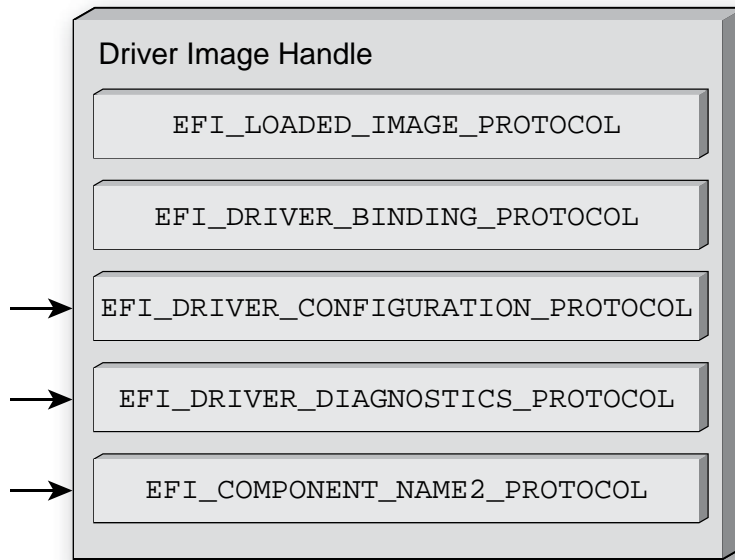 Driver Image Handle
EFI_LOADED_IMAGE_PROTOCOL
EFI_DRIVER_BINDING_PROTOCOL
EFI_DRIVER_CONFIGURATION_PROTOCOL
EFI_DRIVER_DIAGNOSTICS_PROTOCOL
EFI_COMPONENT_NAME2_PROTOCOL